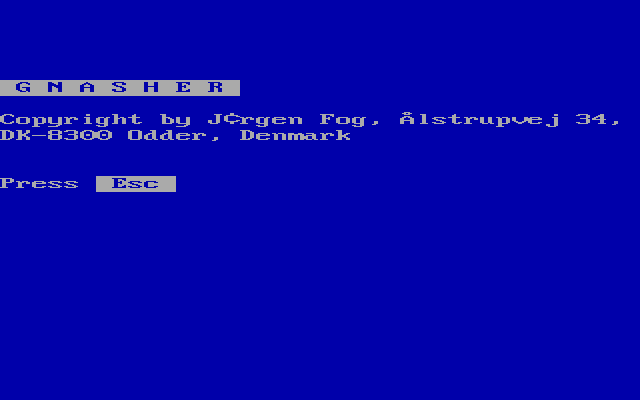 G N A S H E R
Copyright by J¢rgen Fog, Ålstrupvej 34,
DK-8300 Odder, Denmark
Press Esc